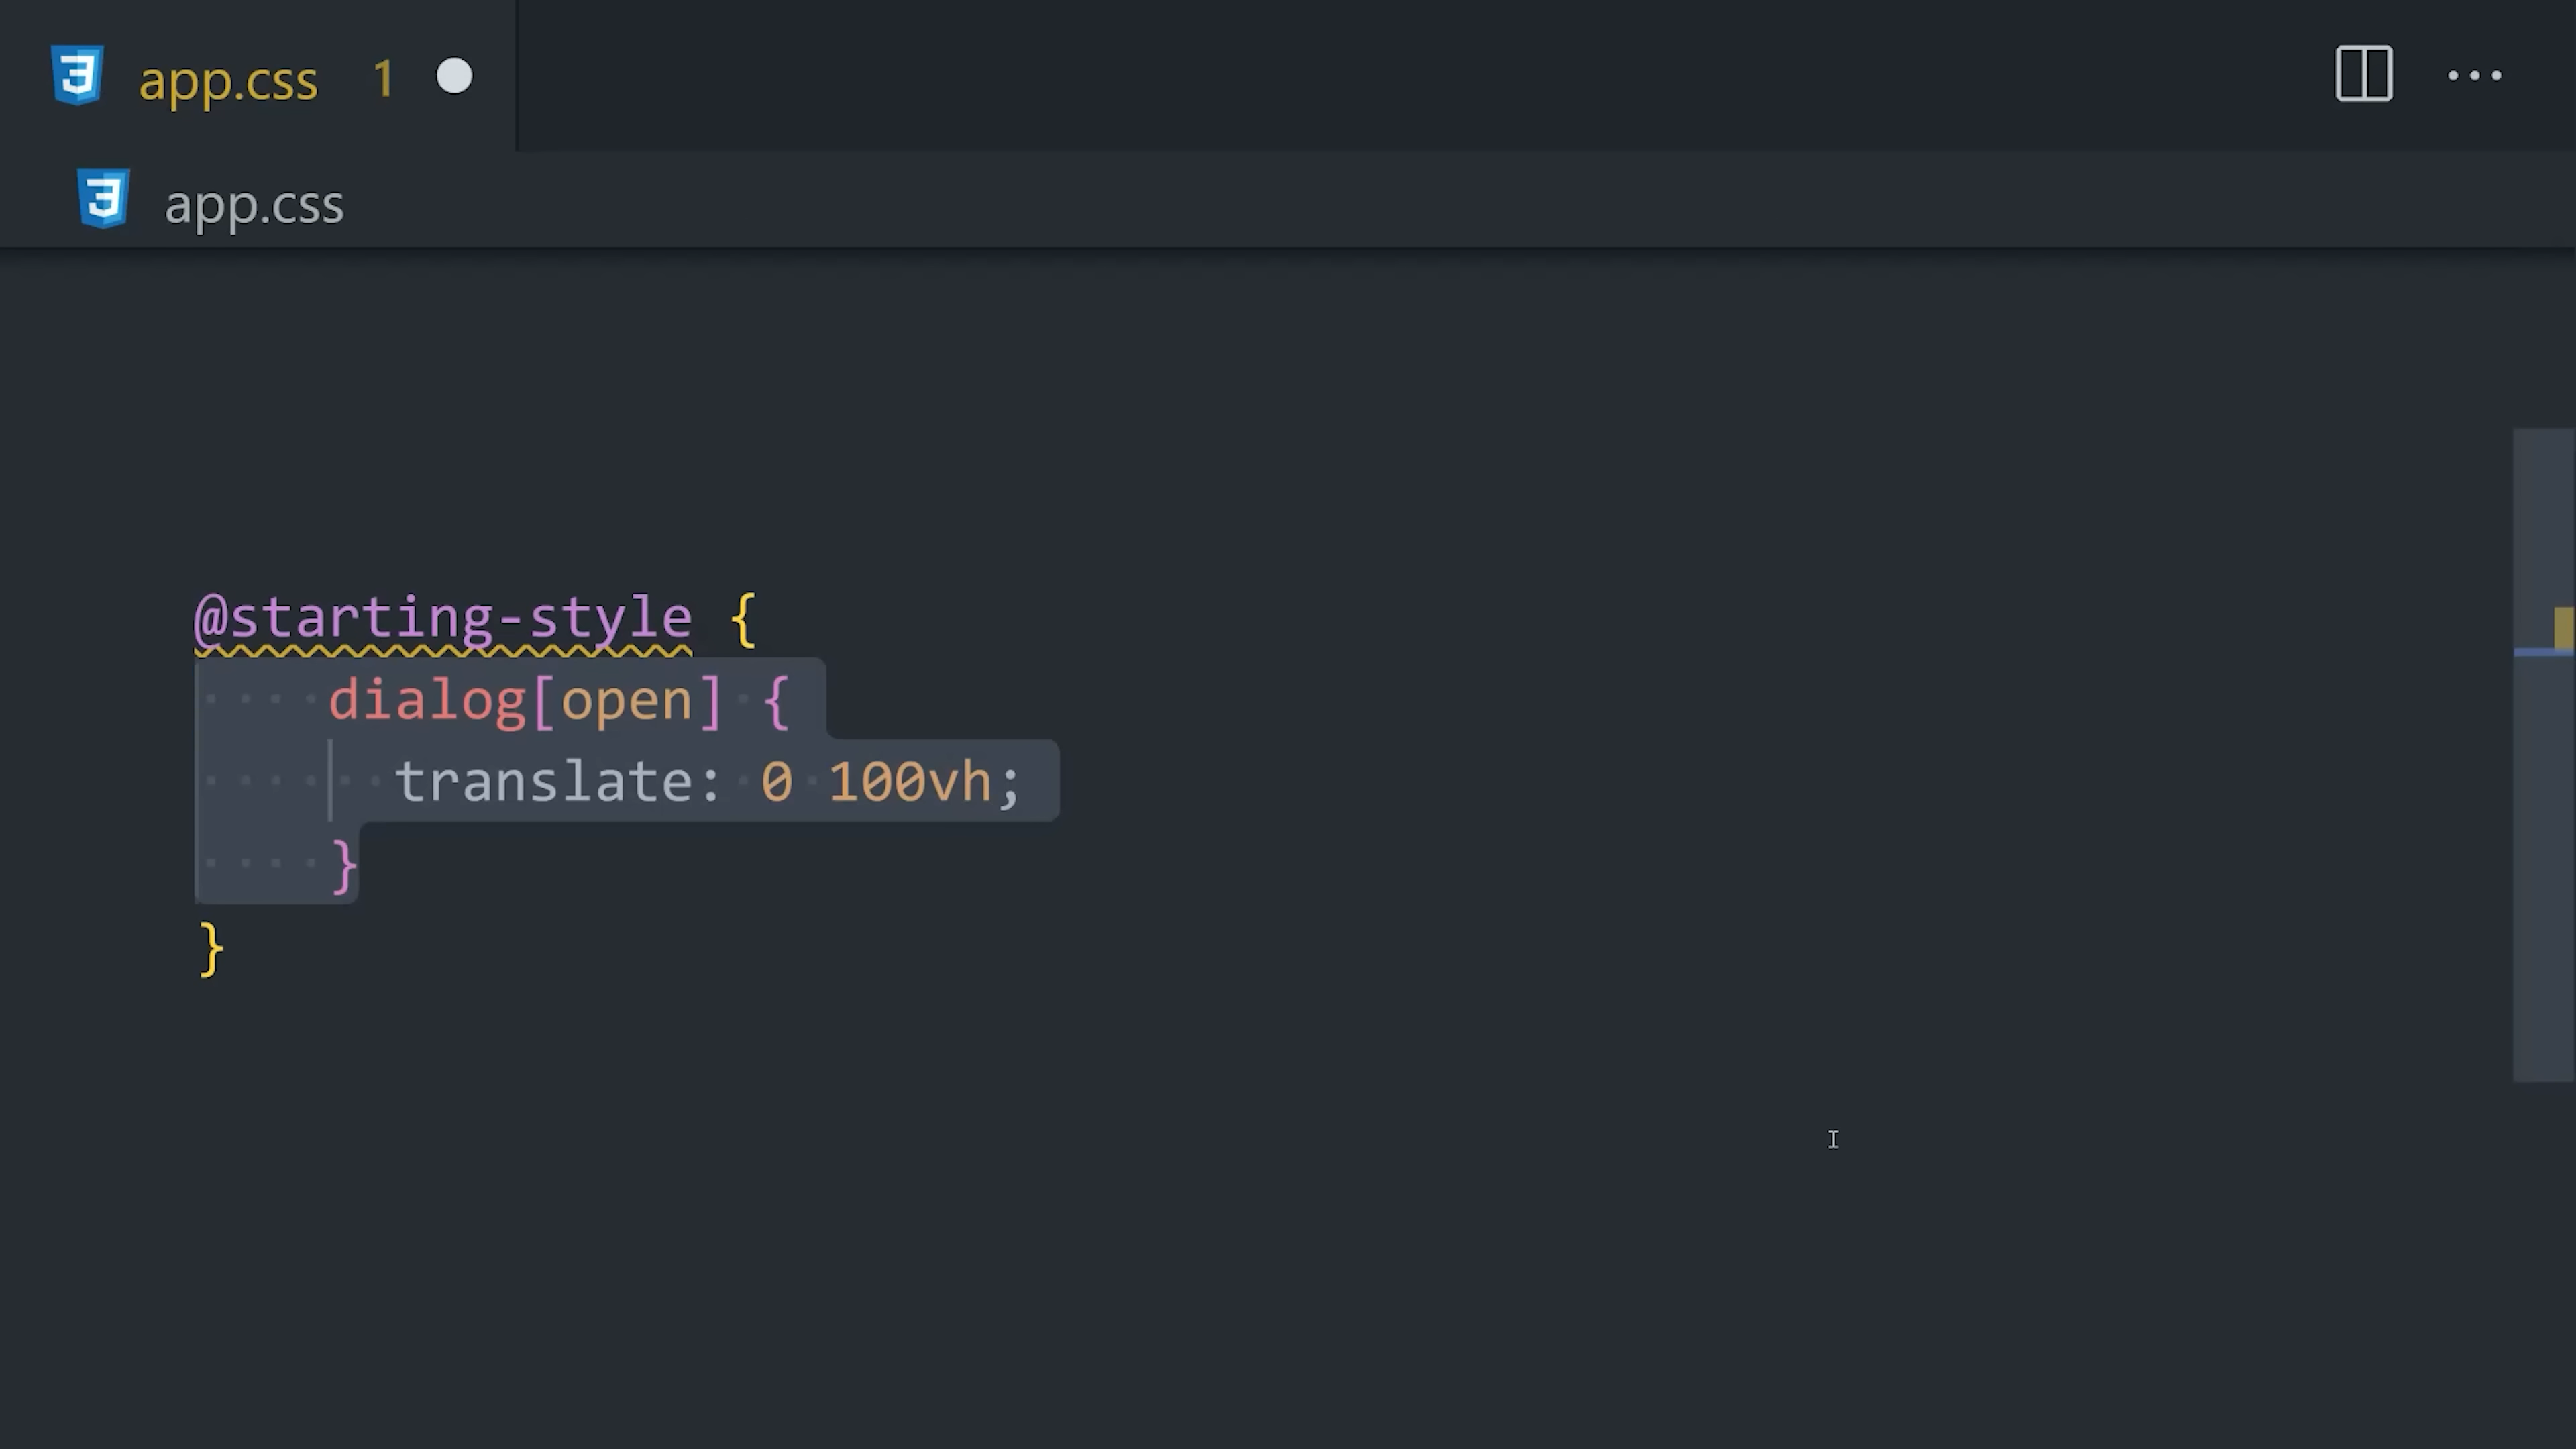 app.css 1
app.css
@starting-style {
dialog[open] {
translate: 0 100vh;
}
}